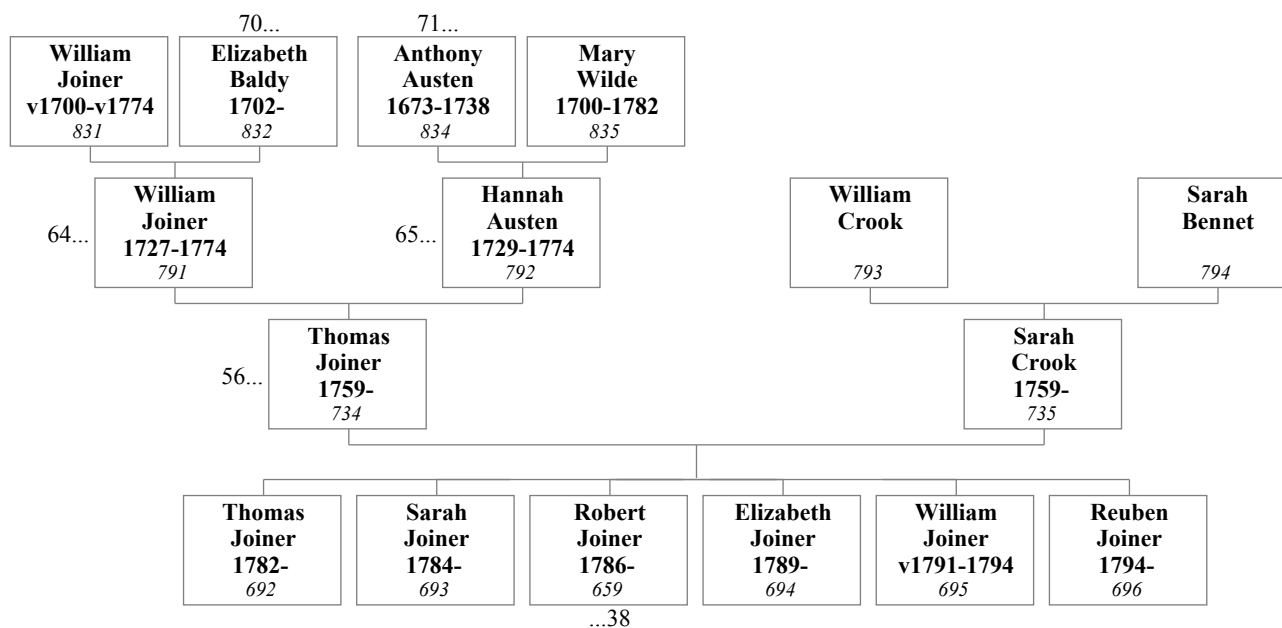 70...
71...
William
Joiner
v1700-v1774
831
Elizabeth
Baldy
1702-
832
Anthony
Austen
1673-1738
834
Mary
Wilde
1700-1782
835
64...
William
Joiner
1727-1774
791
65...
Hannah
Austen
1729-1774
792
William
Crook
793
Sarah
Bennet
794
56...
Thomas
Joiner
1759-
734
Sarah
Crook
1759-
735
Thomas
Joiner
1782-
692
Sarah
Joiner
1784-
693
Robert
Joiner
1786-
659
Elizabeth
Joiner
1789-
694
William
Joiner
v1791-1794
695
Reuben
Joiner
1794-
696
...38